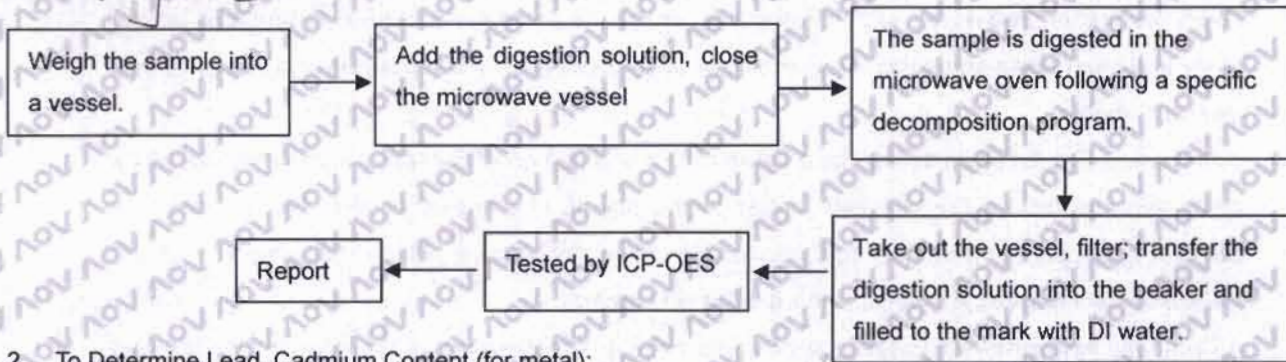 Weigh the sample into
a vessel.
Add the digestion solution, close
the microwave vessel
The sample is digested in the
microwave oven following a specific
decomposition program.
Take out the vessel, filter; transfer the
digestion solution into the beaker and
filled to the mark with DI water.
Tested by ICP-OES
Report
2. To Determine Lead, Cadmium Content (for metal):